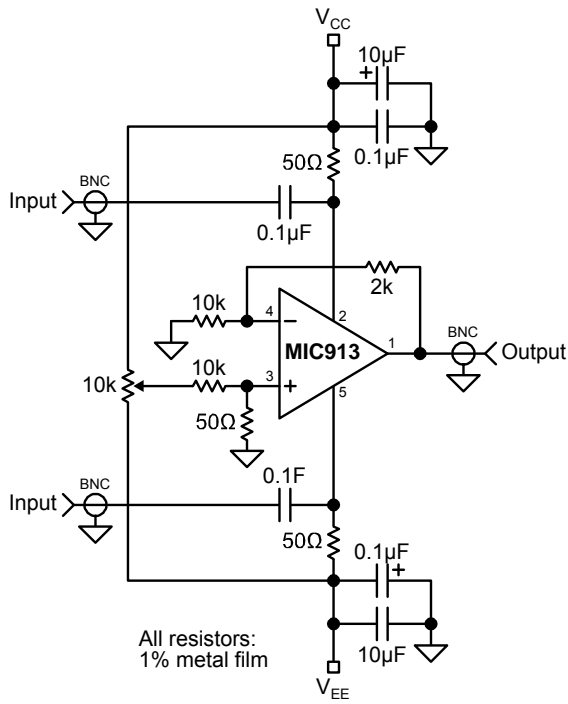 VCC
10µF
+
0.1µF
50Ω
BNC
Input
0.1µF
2k
10k
4
−
2
MIC913
1
BNC
Output
10k
10k
3
+
5
50Ω
0.1F
BNC
Input
50Ω
0.1µF
+
10µF
All resistors:
1% metal film
VEE